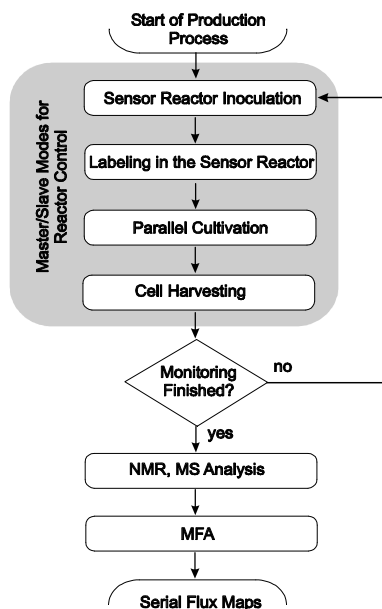 Start of Production
Process
Master/Slave Modes for
Reactor Control
Sensor Reactor Inoculation
Labeling in the Sensor Reactor
Parallel Cultivation
Cell Harvesting
Monitoring
Finished?
no
yes
NMR, MS Analysis
MFA
Serial Flux Maps